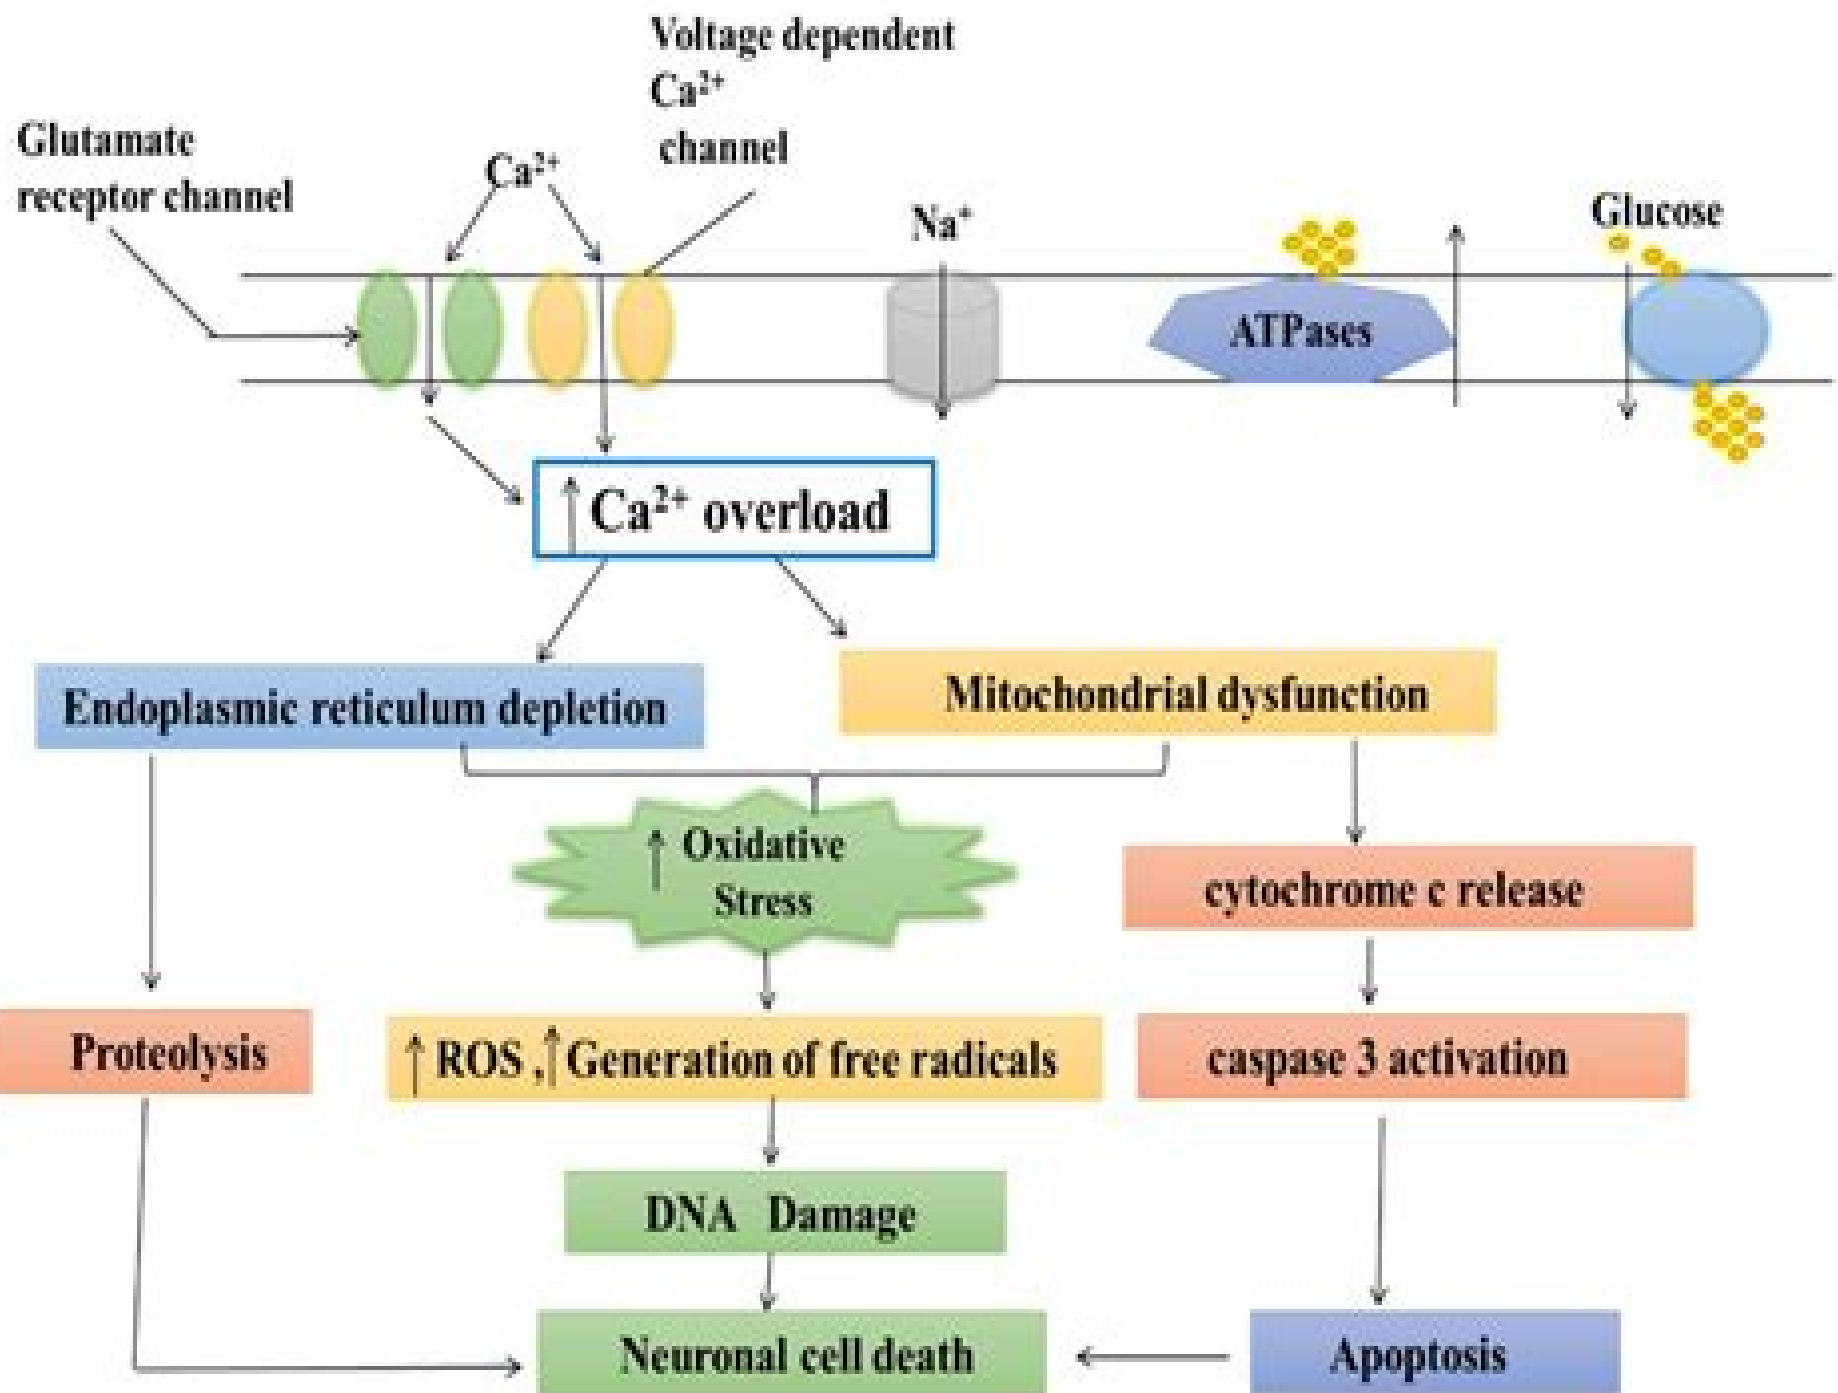 Voltage dependent
Ca²⁺
channel
Glutamate
receptor channel
Ca²⁺
Na⁺
Glucose
ATPases
↑ Ca²⁺ overload
Endoplasmic reticulum depletion
Mitochondrial dysfunction
↑ Oxidative
Stress
cytochrome c release
Proteolysis
↑ ROS ,↑ Generation of free radicals
caspase 3 activation
DNA Damage
Neuronal cell death
Apoptosis